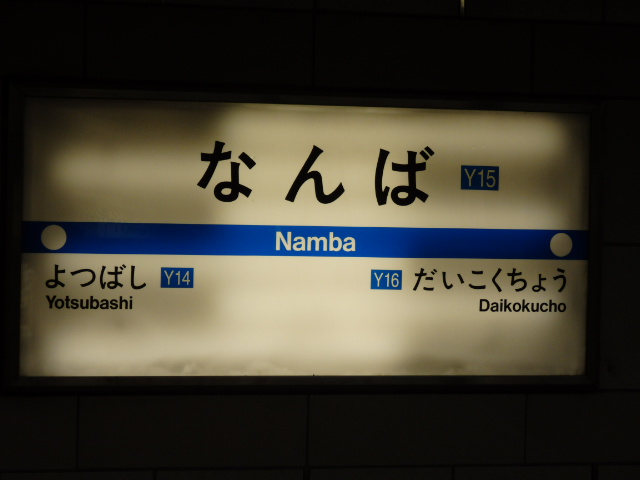 なんば Y15
Namba
よつばし Y14
Yotsubashi
Y16 だいこくちょう
Daikokucho